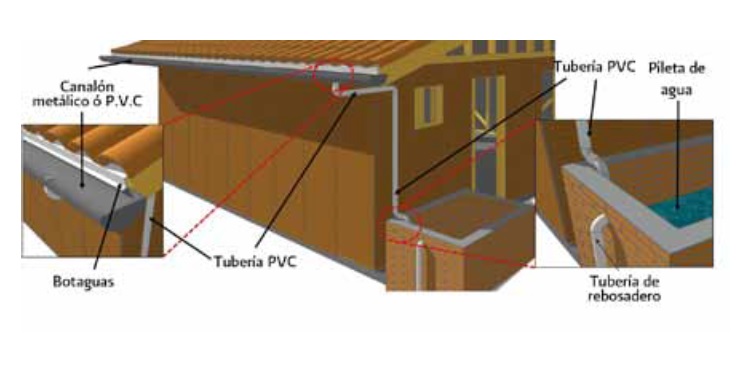 Canalón
metálico ó P.V.C
Botaguas
Tubería PVC
Tubería PVC
Pileta de
agua
Tubería de
rebosadero